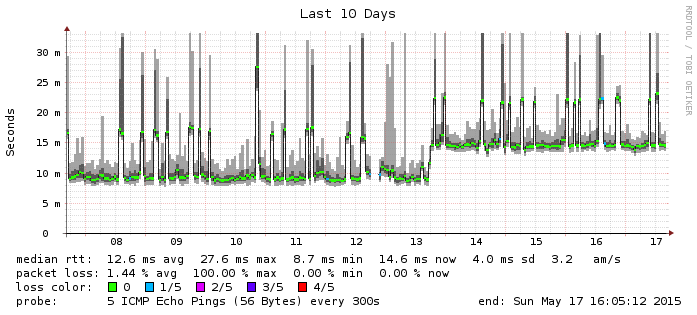 Last 10 Days
RRDTOOL / TOBI OETIKER
Seconds
30 m
25 m
20 m
15 m
10 m
5 m
0
08 09 10 11 12 13 14 15 16 17
median rtt: 12.6 ms avg 27.6 ms max 8.7 ms min 14.6 ms now 4.0 ms sd 3.2 am/s
packet loss: 1.44 % avg 100.00 % max 0.00 % min 0.00 % now
loss color: 0 1/5 2/5 3/5 4/5
probe: 5 ICMP Echo Pings (56 Bytes) every 300s end: Sun May 17 16:05:12 2015